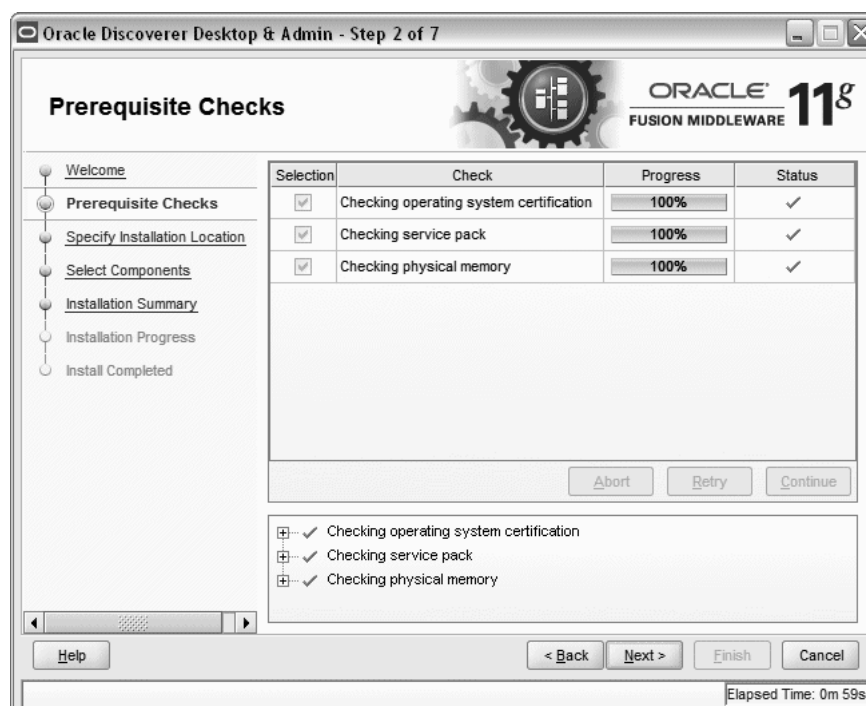 Oracle Discoverer Desktop & Admin - Step 2 of 7
Prerequisite Checks
ORACLE
FUSION MIDDLEWARE
11g
Welcome
Prerequisite Checks
Specify Installation Location
Select Components
Installation Summary
Installation Progress
Install Completed
Selection Check Progress Status
Checking operating system certification 100%
Checking service pack 100%
Checking physical memory 100%
Abort Retry Continue
Checking operating system certification
Checking service pack
Checking physical memory
Help < Back Next > Finish Cancel
Elapsed Time: 0m 59s